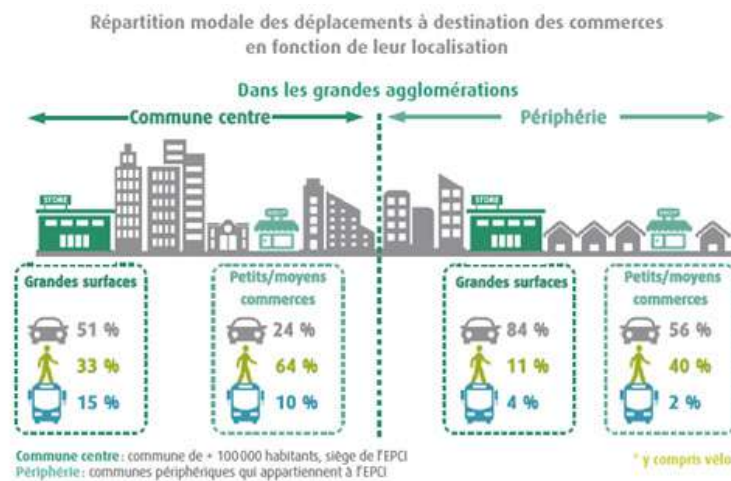 Répartition modale des déplacements à destination des commerces
en fonction de leur localisation
Dans les grandes agglomérations
Commune centre
Périphérie
STORE
SHOP
STORE
SHOP
Grandes surfaces
51 %
33 %
15 %
Petits/moyens
commerces
24 %
64 %
10 %
Grandes surfaces
84 %
11 %
4 %
Petits/moyens
commerces
56 %
40 %
2 %
Commune centre : commune de + 100 000 habitants, siège de l'EPCI
Périphérie : communes périphériques qui appartiennent à l'EPCI
* y compris vélo